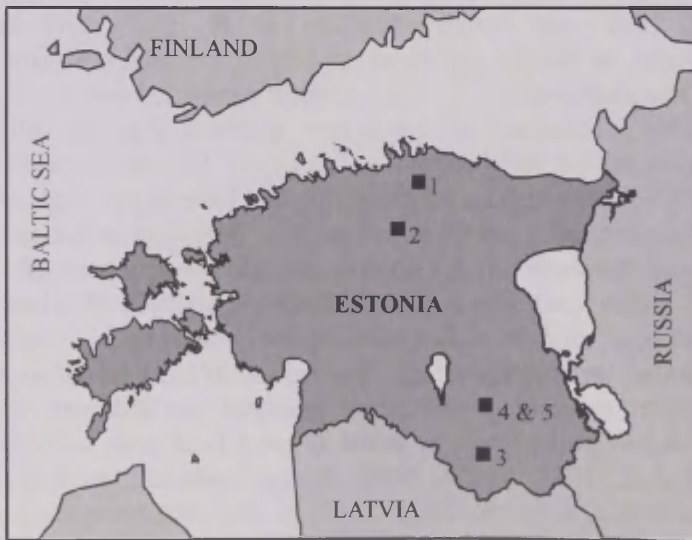 FINLAND
BALTIC SEA
1
2
ESTONIA
RUSSIA
4 & 5
3
LATVIA